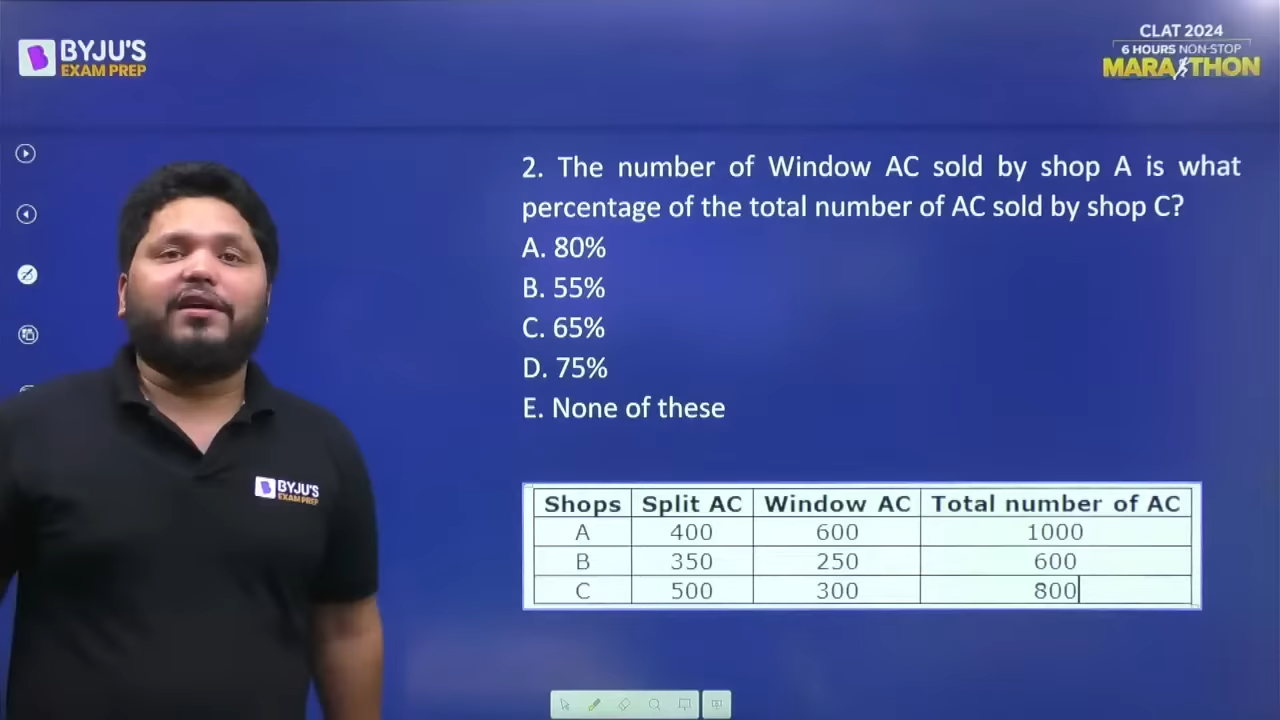 BYJU'S
EXAM PREP
CLAT 2024
6 HOURS NON-STOP
MARATHON
2. The number of Window AC sold by shop A is what
percentage of the total number of AC sold by shop C?
A. 80%
B. 55%
C. 65%
D. 75%
E. None of these
BYJU'S
EXAM PREP
Shops Split AC Window AC Total number of AC
A 400 600 1000
B 350 250 600
C 500 300 800